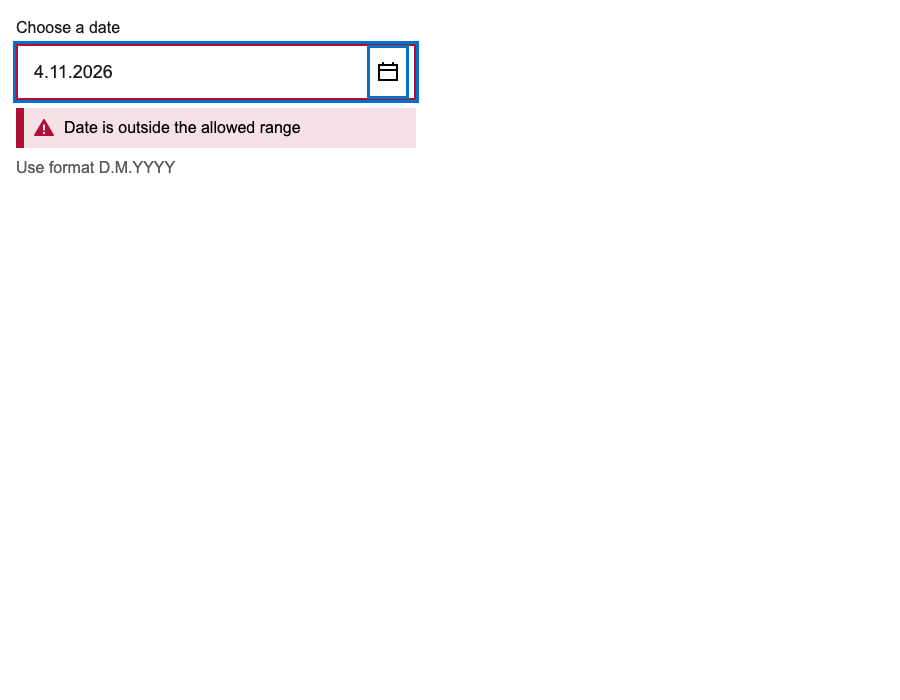 Choose a date
4.11.2026
Date is outside the allowed range
Use format D.M.YYYY